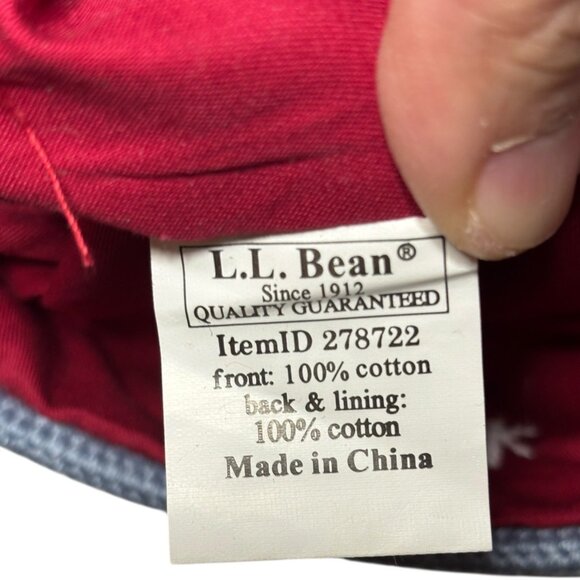 L.L. Bean®
Since 1912
QUALITY GUARANTEED
ItemID 278722
front: 100% cotton
back & lining:
100% cotton
Made in China